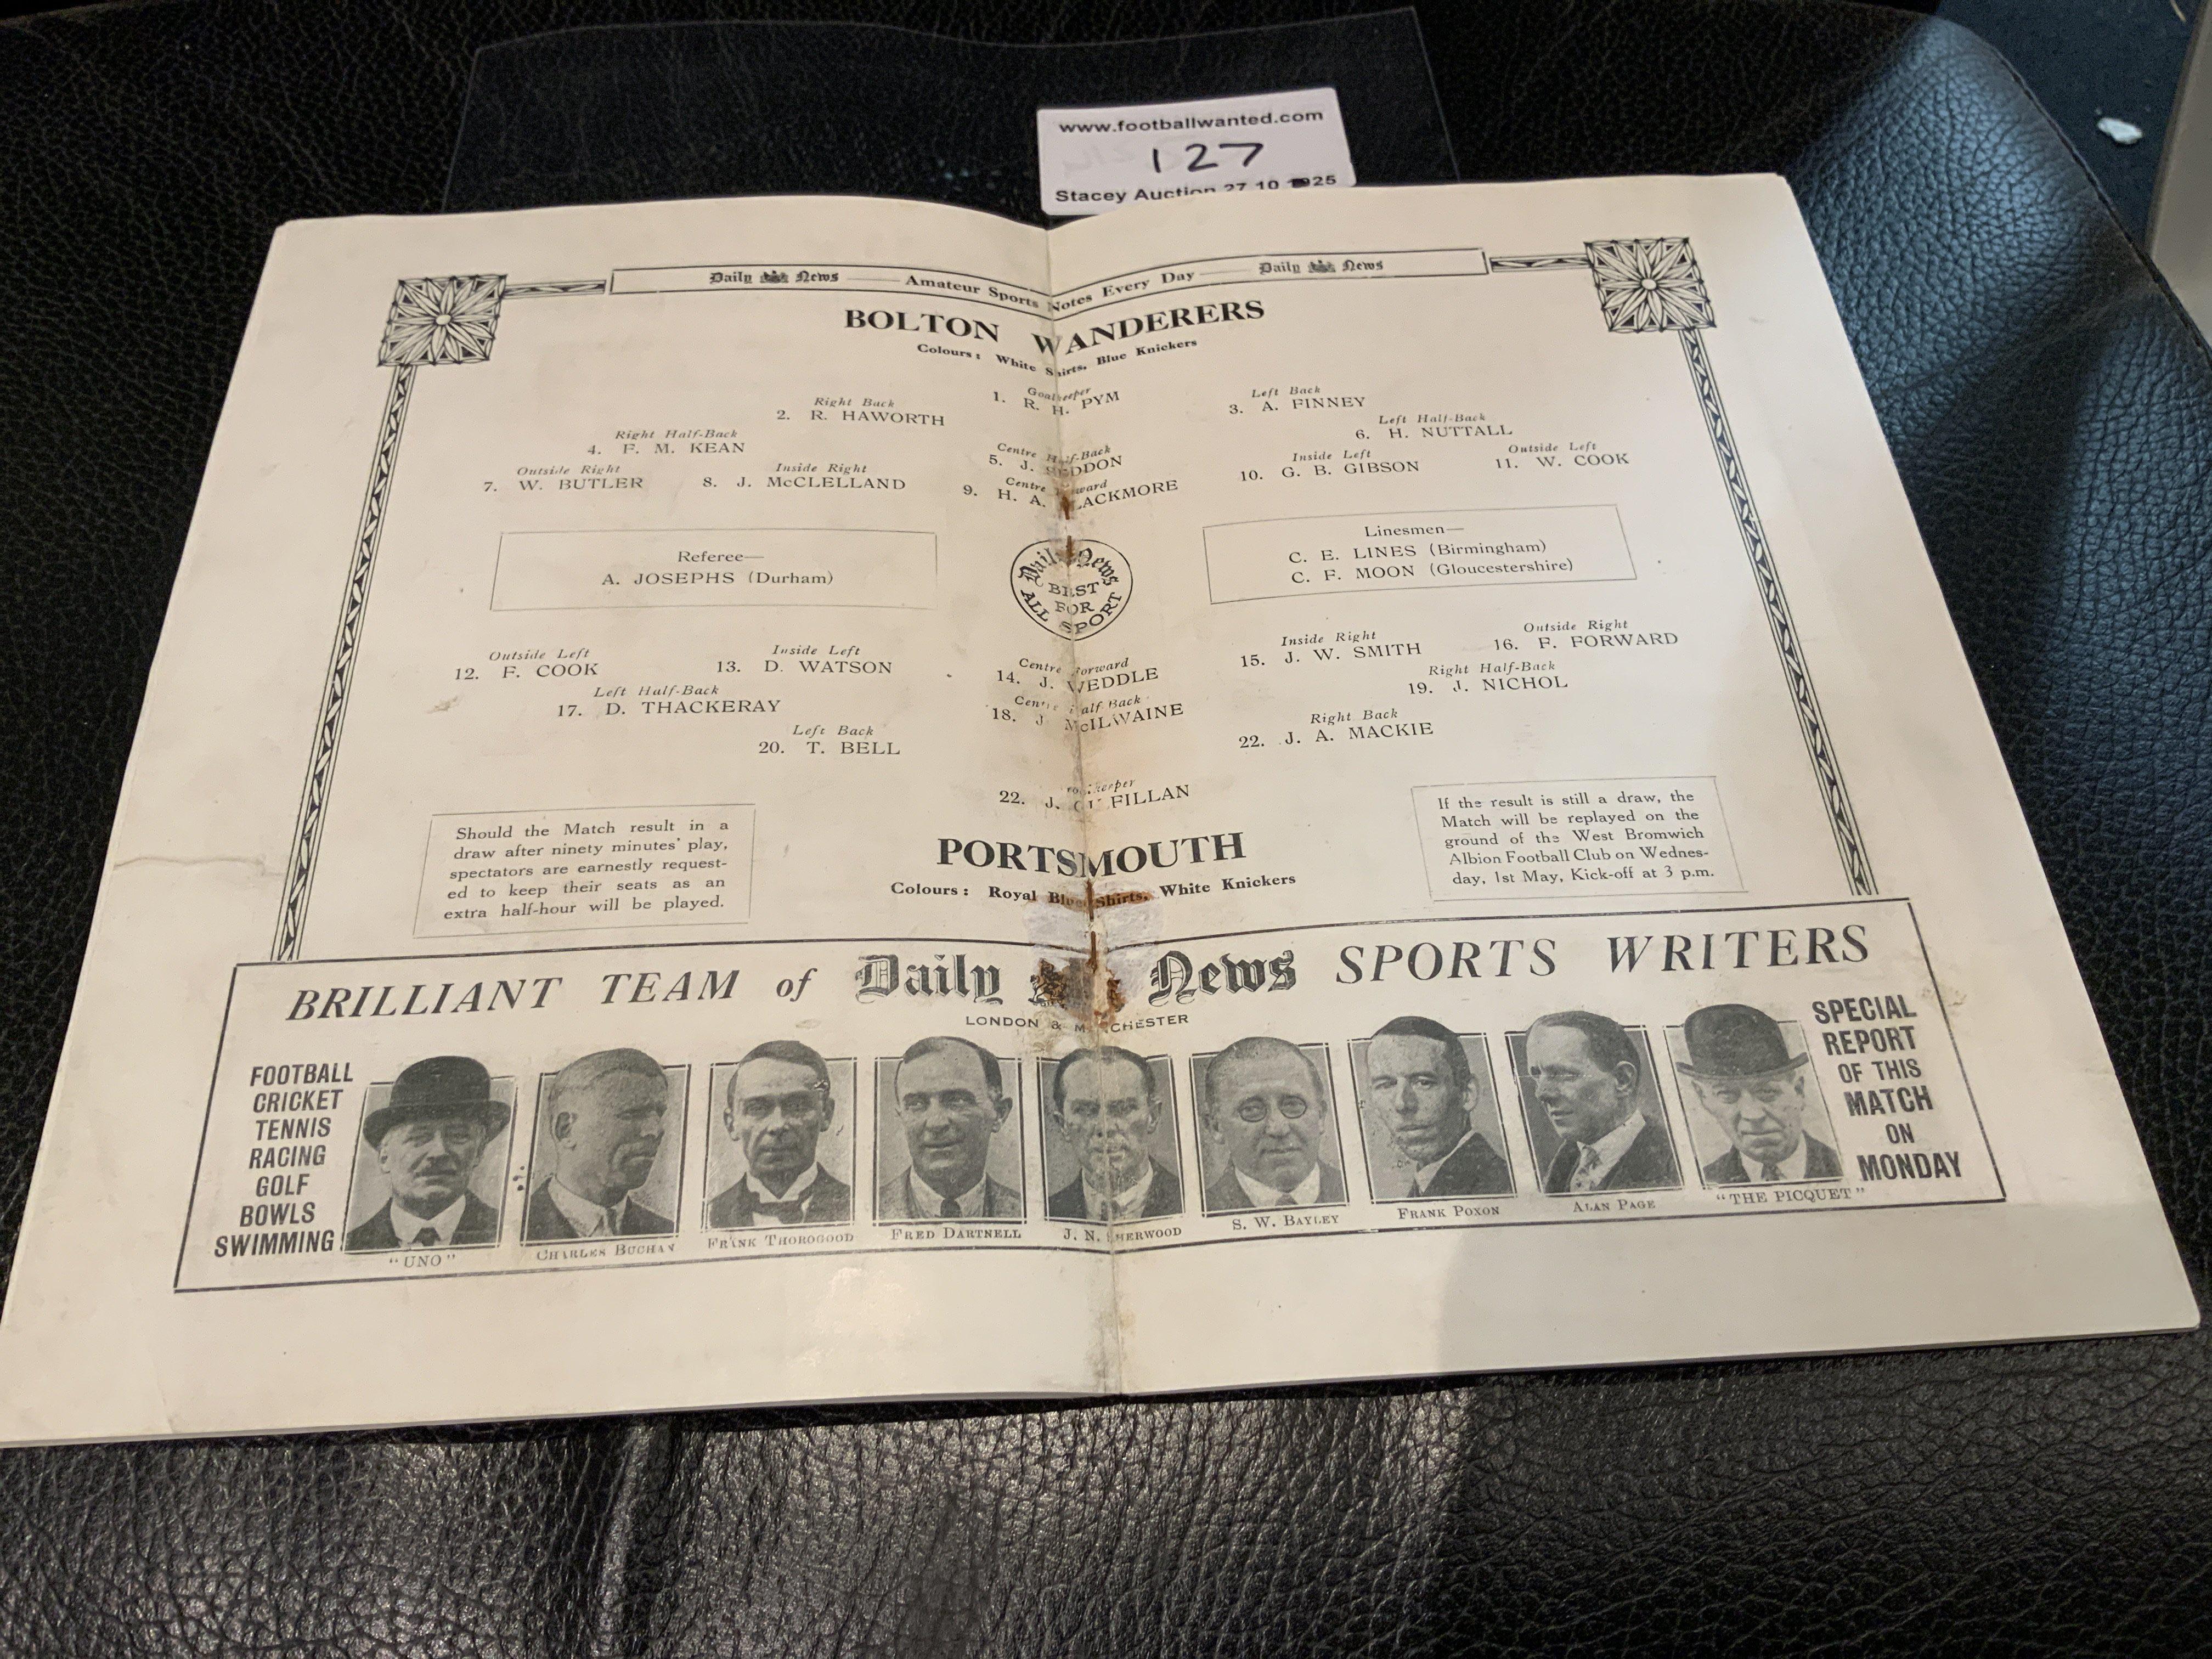 www.footballwanted.com
127
Stacey Auction 27 10 25
Daily News — Amateur Sports Notes Every Day — Daily News
BOLTON WANDERERS
Colours: White Shirts, Blue Knickers
Goalkeeper
1. R. H. PYM
Right Back
2. R. HAWORTH
Left Back
3. A. FINNEY
Right Half-Back
4. F. M. KEAN
Centre Half-Back
5. J. SEDDON
Left Half-Back
6. H. NUTTALL
Outside Right
7. W. BUTLER
Inside Right
8. J. McCLELLAND
Centre Forward
9. H. A. BLACKMORE
Inside Left
10. G. B. GIBSON
Outside Left
11. W. COOK
Referee—
A. JOSEPHS (Durham)
Daily News
BEST
FOR
ALL SPORT
Linesmen—
C. E. LINES (Birmingham)
C. F. MOON (Gloucestershire)
Outside Left
12. F. COOK
Inside Left
13. D. WATSON
Centre Forward
14. J. WEDDLE
Inside Right
15. J. W. SMITH
Outside Right
16. F. FORWARD
Left Half-Back
17. D. THACKERAY
Centre Half Back
18. J. McILWAINE
Right Half-Back
19. J. NICHOL
Left Back
20. T. BELL
Right Back
22. J. A. MACKIE
Goalkeeper
22. J. GILFILLAN
PORTSMOUTH
Colours: Royal Blue Shirts, White Knickers
Should the Match result in a
draw after ninety minutes' play,
spectators are earnestly request-
ed to keep their seats as an
extra half-hour will be played.
If the result is still a draw, the
Match will be replayed on the
ground of the West Bromwich
Albion Football Club on Wednes-
day, 1st May, Kick-off at 3 p.m.
BRILLIANT TEAM of Daily News SPORTS WRITERS
LONDON & MANCHESTER
FOOTBALL
CRICKET
TENNIS
RACING
GOLF
BOWLS
SWIMMING
"UNO"
CHARLES BUCHAN
FRANK THOROGOOD
FRED DARTNELL
J. N. SHERWOOD
S. W. BAYLEY
FRANK POXON
ALAN PAGE
"THE PICQUET"
SPECIAL
REPORT
OF THIS
MATCH
ON
MONDAY